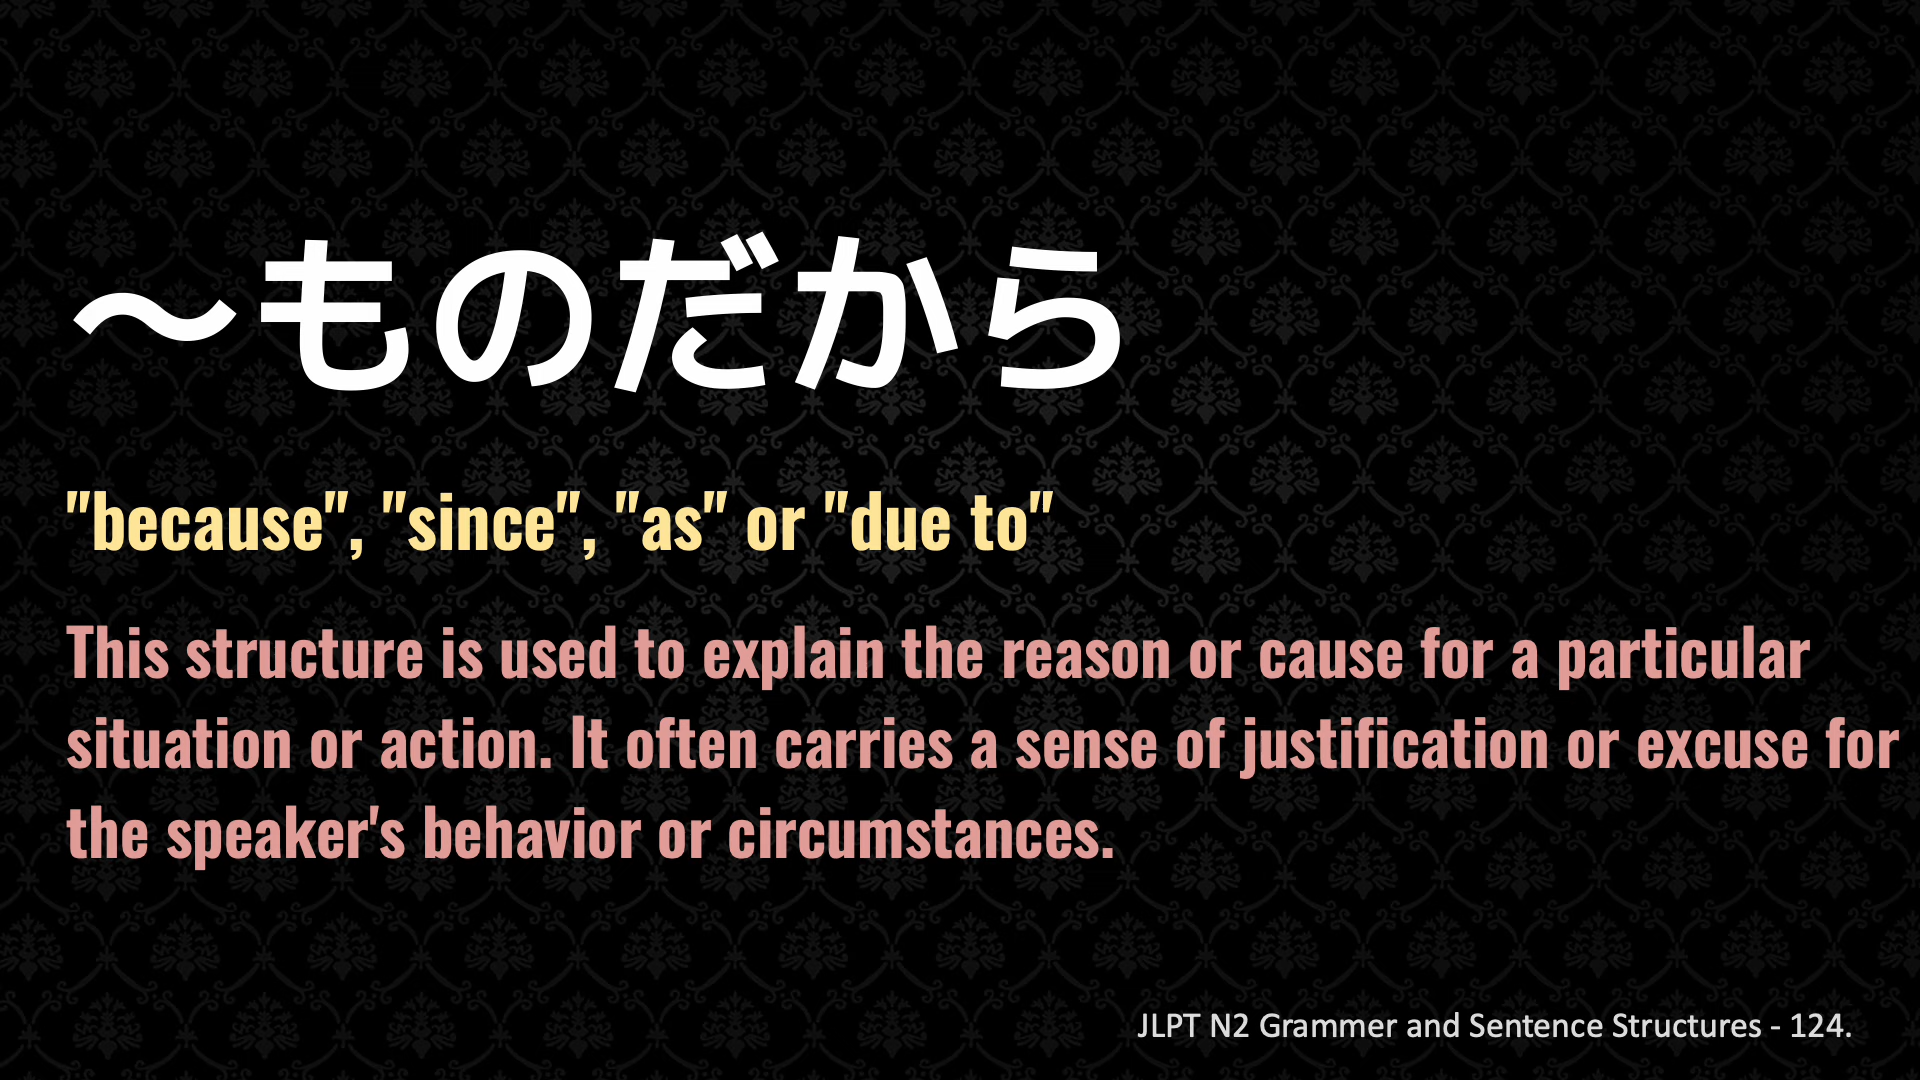 ～ものだから
"because", "since", "as" or "due to"
This structure is used to explain the reason or cause for a particular
situation or action. It often carries a sense of justification or excuse for
the speaker's behavior or circumstances.
JLPT N2 Grammer and Sentence Structures - 124.